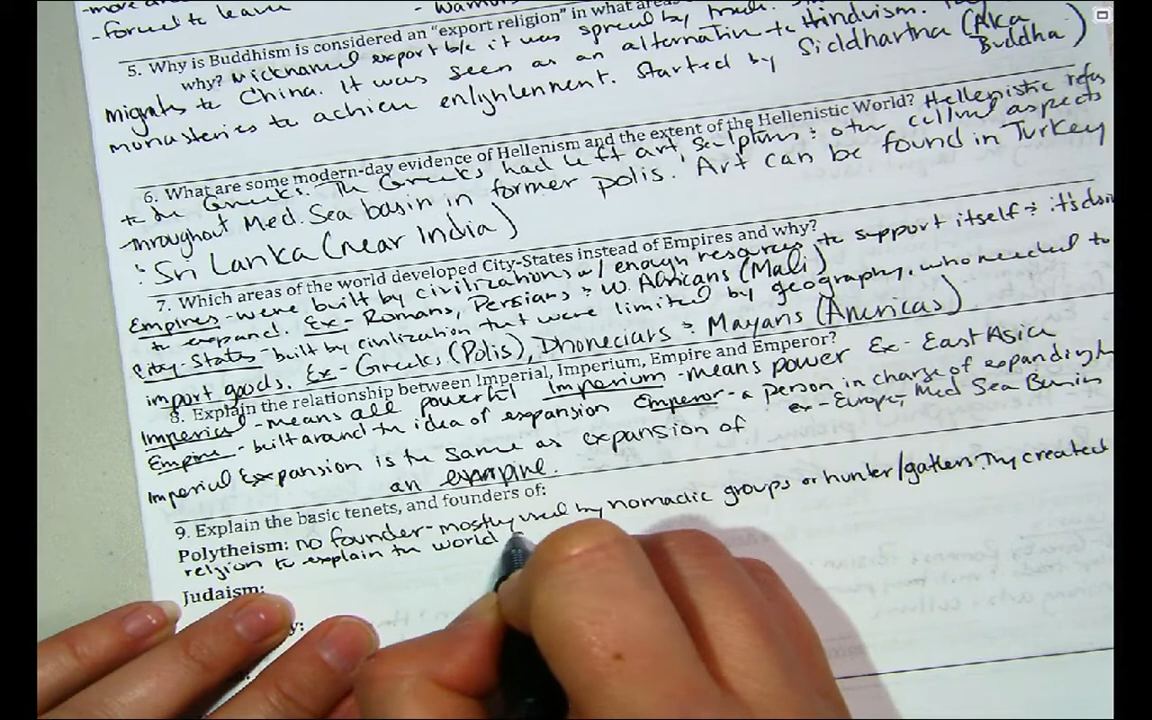 -more
-forced to leave
- Warriors
5. Why is Buddhism is considered an “export religion” in what areas
why? Nicknamed export b/c it was spread by trade.
migrates to China. It was seen as an alternative to Hinduism.
monasteries to achieve enlightenment. Started by Siddhartha (Aka Buddha)
6. What are some modern-day evidence of Hellenism and the extent of the Hellenistic World? Hellenistic refers
to the Greeks. The Greeks had left art, sculptures & other cultural aspects
throughout Med. Sea basin in former polis. Art can be found in Turkey
& Sri Lanka (near India)
7. Which areas of the world developed City-States instead of Empires and why?
Empires - were built by civilizations w/ enough resources to support itself & it's
to expand. Ex - Romans, Persians & W. Africans (Mali)
City-States - built by civilization that were limited by geography, who needed to
import goods. Ex - Greeks (Polis), Phoneciars & Mayans (Americas)
8. Explain the relationship between Imperial, Imperium, Empire and Emperor?
Imperial - means all powerful Imperium - means power Ex - East Asia
Empire - built around the idea of expansion Emperor - a person in charge of expanding
Imperial Expansion is the same as expansion of ex - Europe, Med Sea Basin
an empire.
9. Explain the basic tenets, and founders of:
Polytheism: no founder - mostly used by nomadic groups or hunter/gathers. They created
religion to explain the world
Judaism: